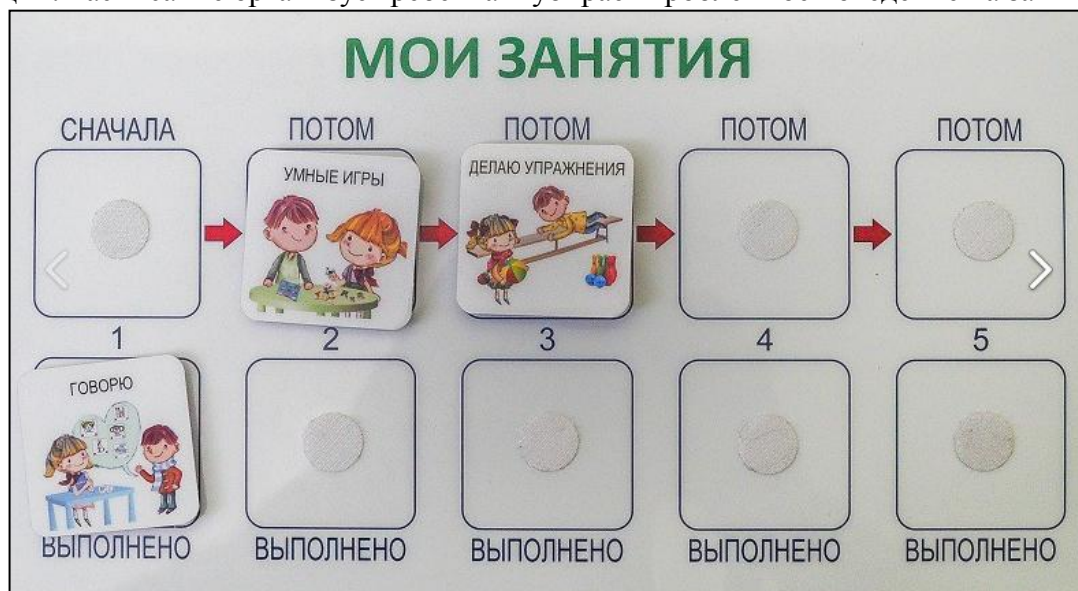 МОИ ЗАНЯТИЯ
СНАЧАЛА ПОТОМ ПОТОМ ПОТОМ ПОТОМ
УМНЫЕ ИГРЫ ДЕЛАЮ УПРАЖНЕНИЯ
1 2 3 4 5
ГОВОРЮ
ВЫПОЛНЕНО ВЫПОЛНЕНО ВЫПОЛНЕНО ВЫПОЛНЕНО ВЫПОЛНЕНО